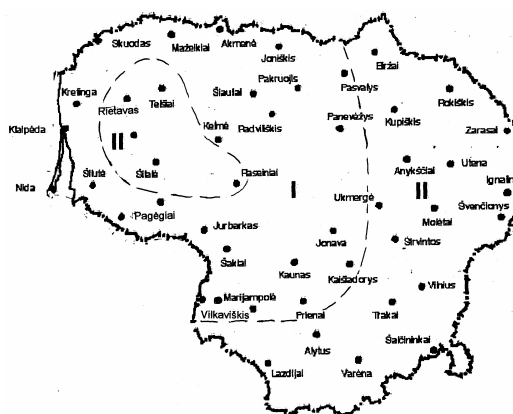 Skuodas
Mažeikiai
Akmenė
Joniškis
Biržai
Kretinga
Rietavas
Telšiai
Šiauliai
Pakruojis
Pasvalys
Rokiškis
Klaipėda
II
Kelmė
Radviliškis
Panevėžys
Kupiškis
Zarasai
Šilutė
Šilalė
Raseiniai
I
Anykščiai
Utena
Nida
Ignalin
Pagėgiai
Ukmergė
II
Molėtai
Švenčionys
Jurbarkas
Jonava
Širvintos
Šakiai
Kaunas
Kaišiadorys
Vilnius
Marijampolė
Vilkaviškis
Prienai
Trakai
Alytus
Šalčininkai
Lazdijai
Varėna